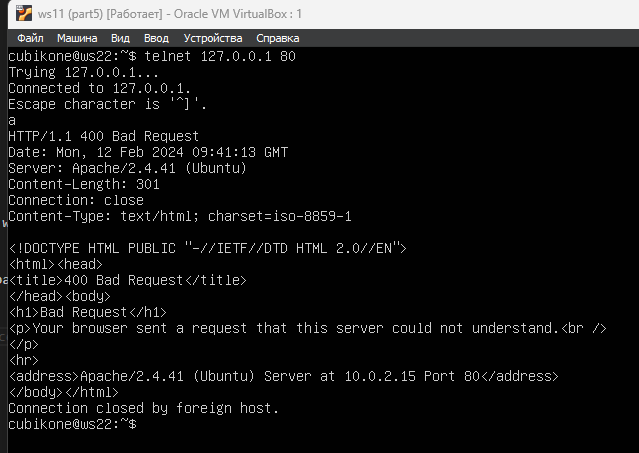 ws11 (part5) [Работает] - Oracle VM VirtualBox : 1
Файл Машина Вид Ввод Устройства Справка
cubikone@ws22:~$ telnet 127.0.0.1 80
Trying 127.0.0.1...
Connected to 127.0.0.1.
Escape character is '^]'.
a
HTTP/1.1 400 Bad Request
Date: Mon, 12 Feb 2024 09:41:13 GMT
Server: Apache/2.4.41 (Ubuntu)
Content-Length: 301
Connection: close
Content-Type: text/html; charset=iso-8859-1
<!DOCTYPE HTML PUBLIC "-//IETF//DTD HTML 2.0//EN">
<html><head>
<title>400 Bad Request</title>
</head><body>
<h1>Bad Request</h1>
<p>Your browser sent a request that this server could not understand.<br />
</p>
<hr>
<address>Apache/2.4.41 (Ubuntu) Server at 10.0.2.15 Port 80</address>
</body></html>
Connection closed by foreign host.
cubikone@ws22:~$